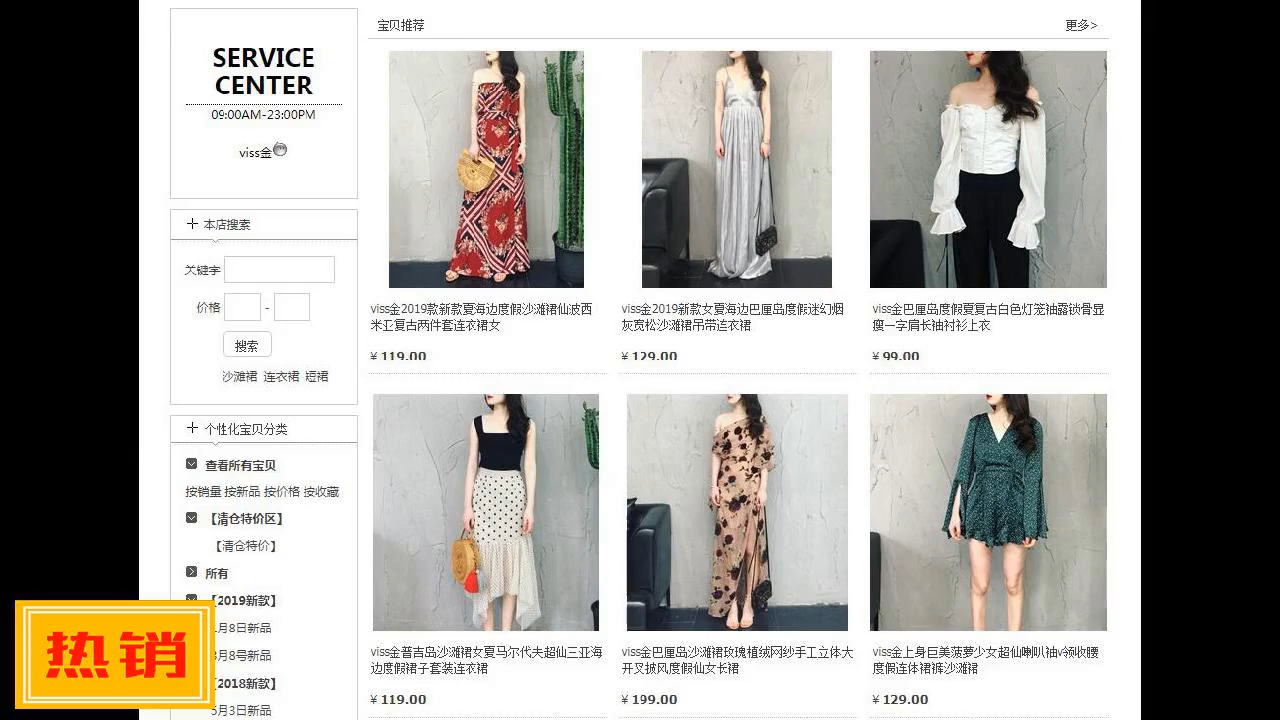 SERVICE
CENTER
09:00AM-23:00PM
viss金
本店搜索
关键字
价格 -
搜索
沙滩裙 连衣裙 短裙
个性化宝贝分类
查看所有宝贝
按销量 按新品 按价格 按收藏
【清仓特价区】
【清仓特价】
所有
【2019新款】
月8日新品
月8号新品
【2018新款】
5月3日新品
热销
宝贝推荐
更多>
viss金2019款新款夏海边度假沙滩裙仙波西
米亚复古两件套连衣裙女
¥ 119.00
viss金2019新款女夏海边巴厘岛度假迷幻烟
灰宽松沙滩裙吊带连衣裙
¥ 129.00
viss金巴厘岛度假夏复古白色灯笼袖露锁骨显
瘦一字肩长袖衬衫上衣
¥ 99.00
viss金普吉岛沙滩裙女夏马尔代夫超仙三亚海
边度假裙子套装连衣裙
¥ 119.00
viss金巴厘岛沙滩裙玫瑰植绒网纱手工立体大
开叉披风度假仙女长裙
¥ 199.00
viss金上身巨美菠萝少女超仙喇叭袖v领收腰
度假连体裙裤沙滩裙
¥ 129.00